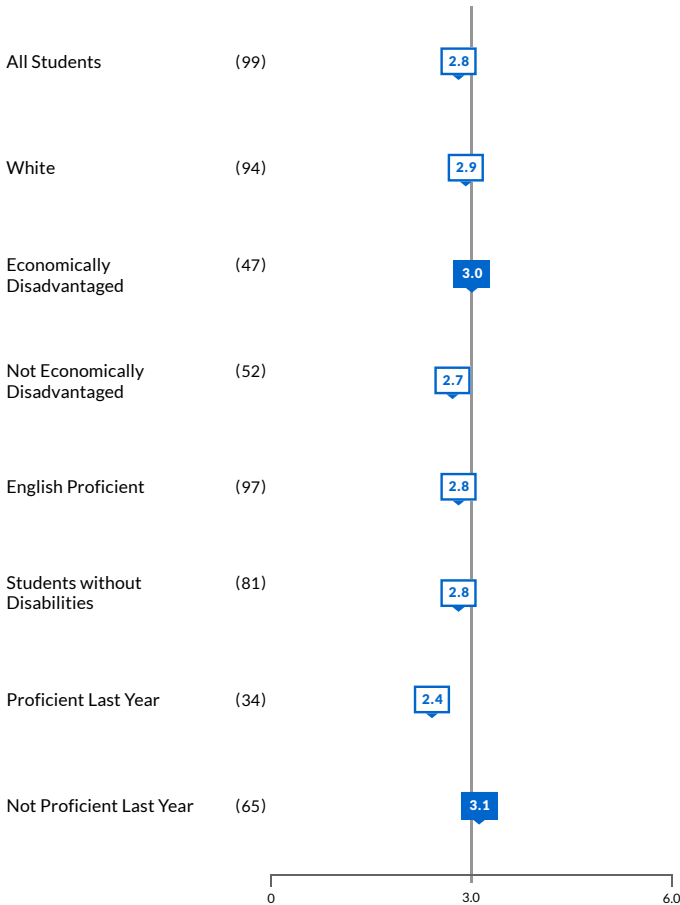 All Students (99) 2.8
White (94) 2.9
Economically (47) 3.0
Disadvantaged
Not Economically (52) 2.7
Disadvantaged
English Proficient (97) 2.8
Students without (81) 2.8
Disabilities
Proficient Last Year (34) 2.4
Not Proficient Last Year (65) 3.1
0 3.0 6.0